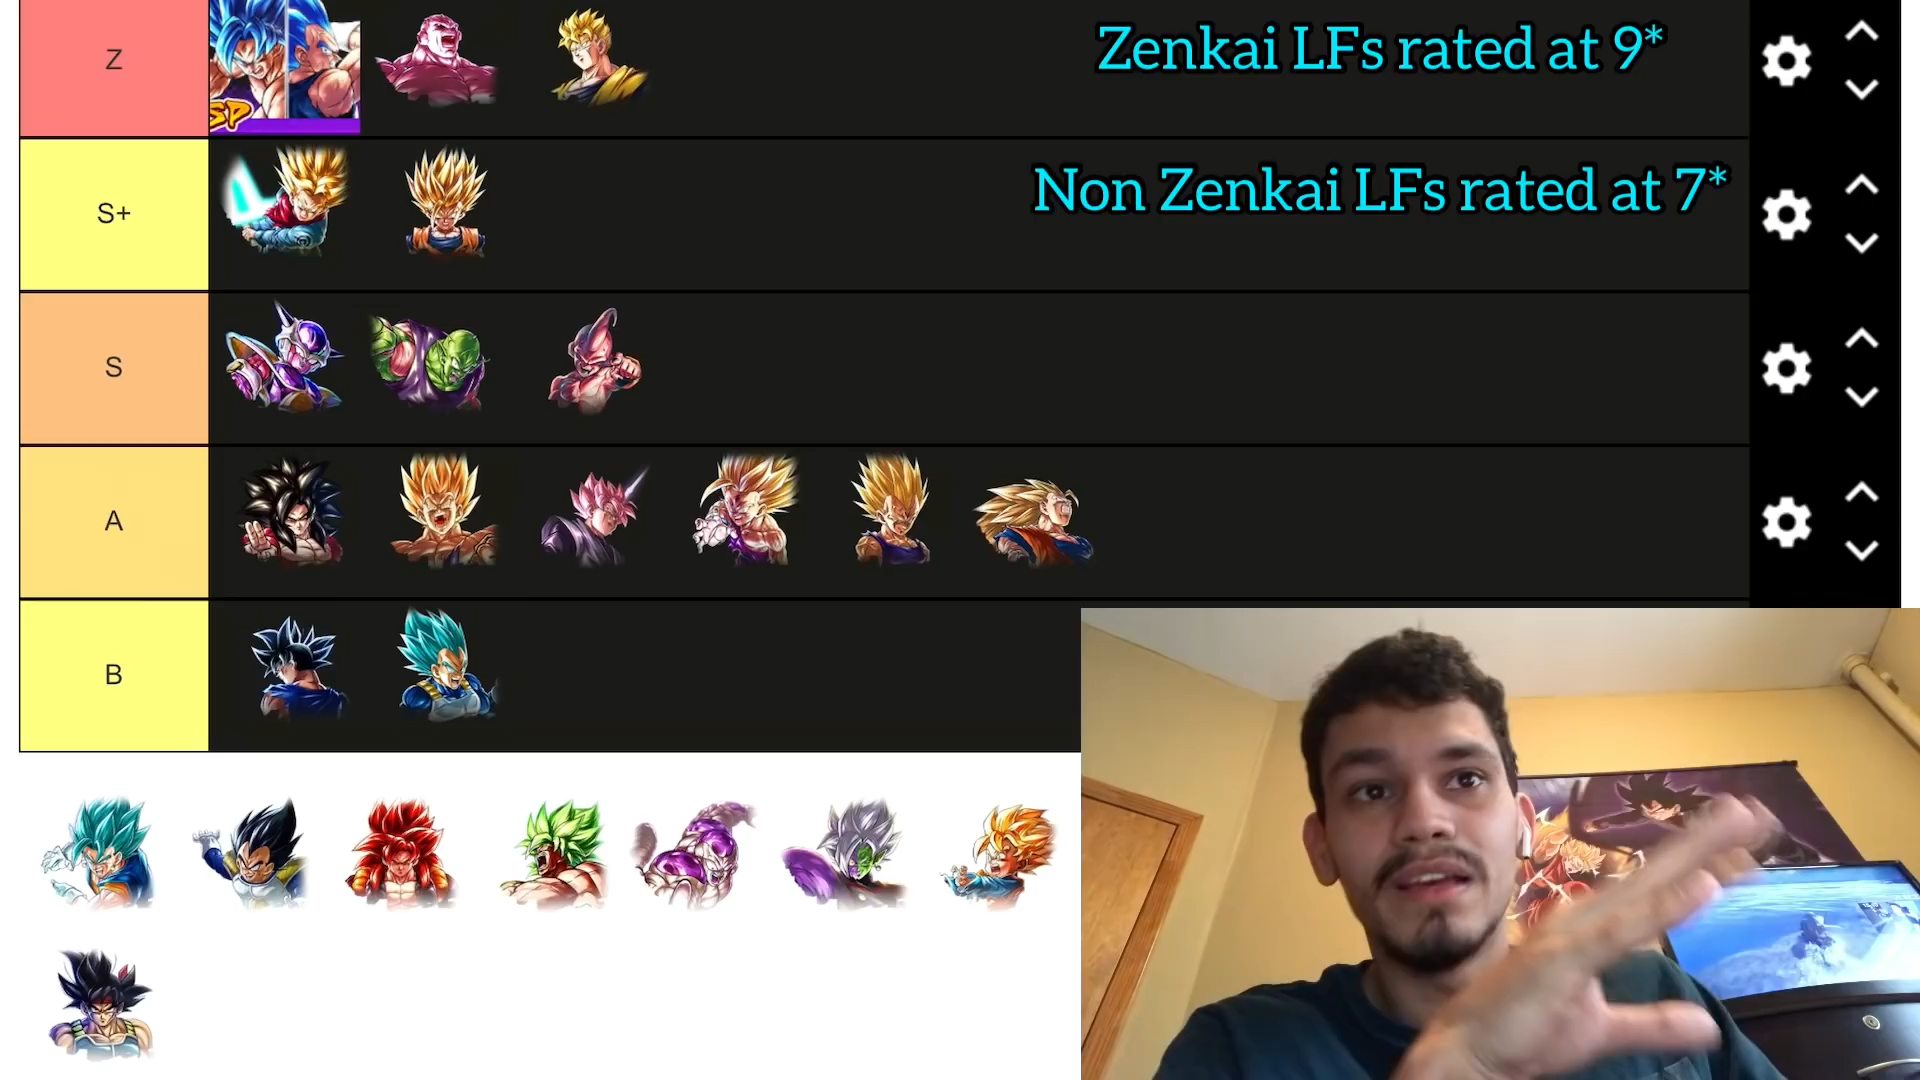 Z
SP
Zenkai LFs rated at 9*
S+
Non Zenkai LFs rated at 7*
S
A
B